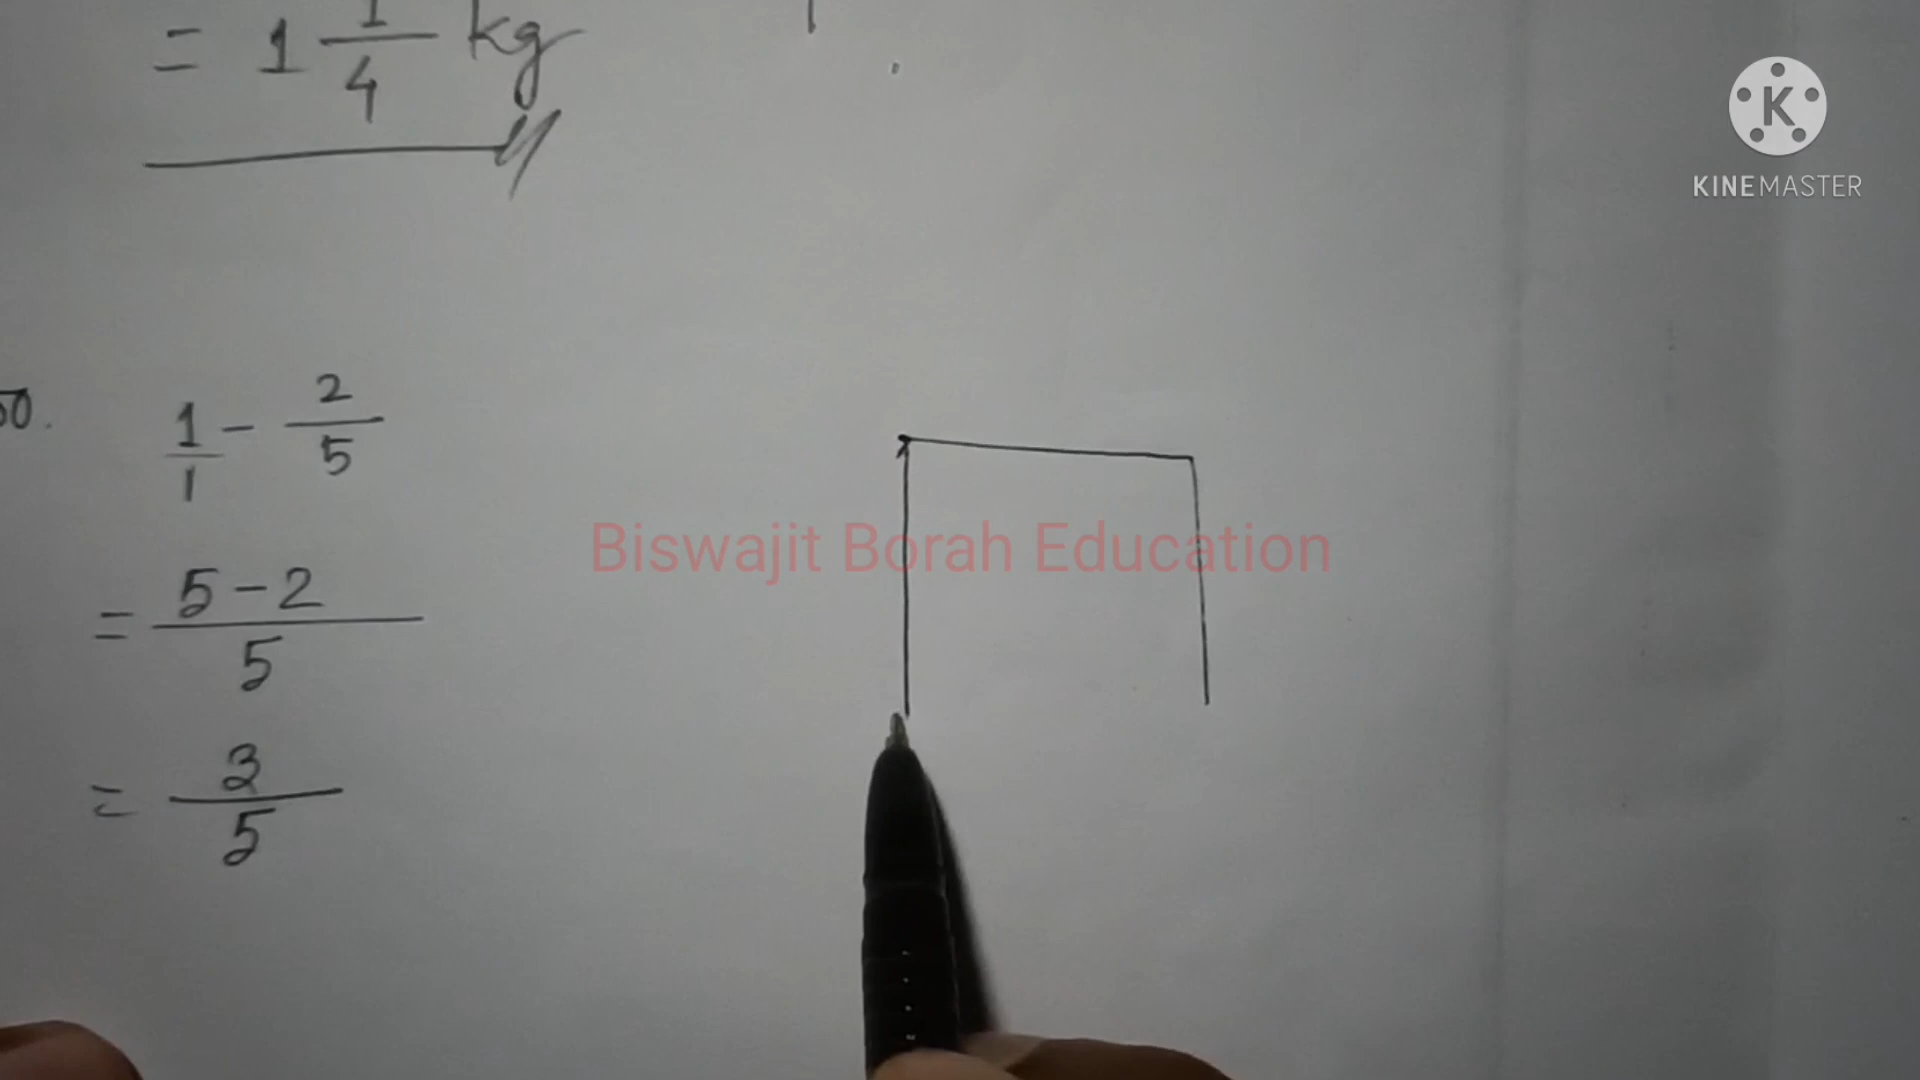 = 1 1/4 kg
1/1 - 2/5
= 5-2/5
= 3/5
K
KINEMASTER
Biswajit Borah Education